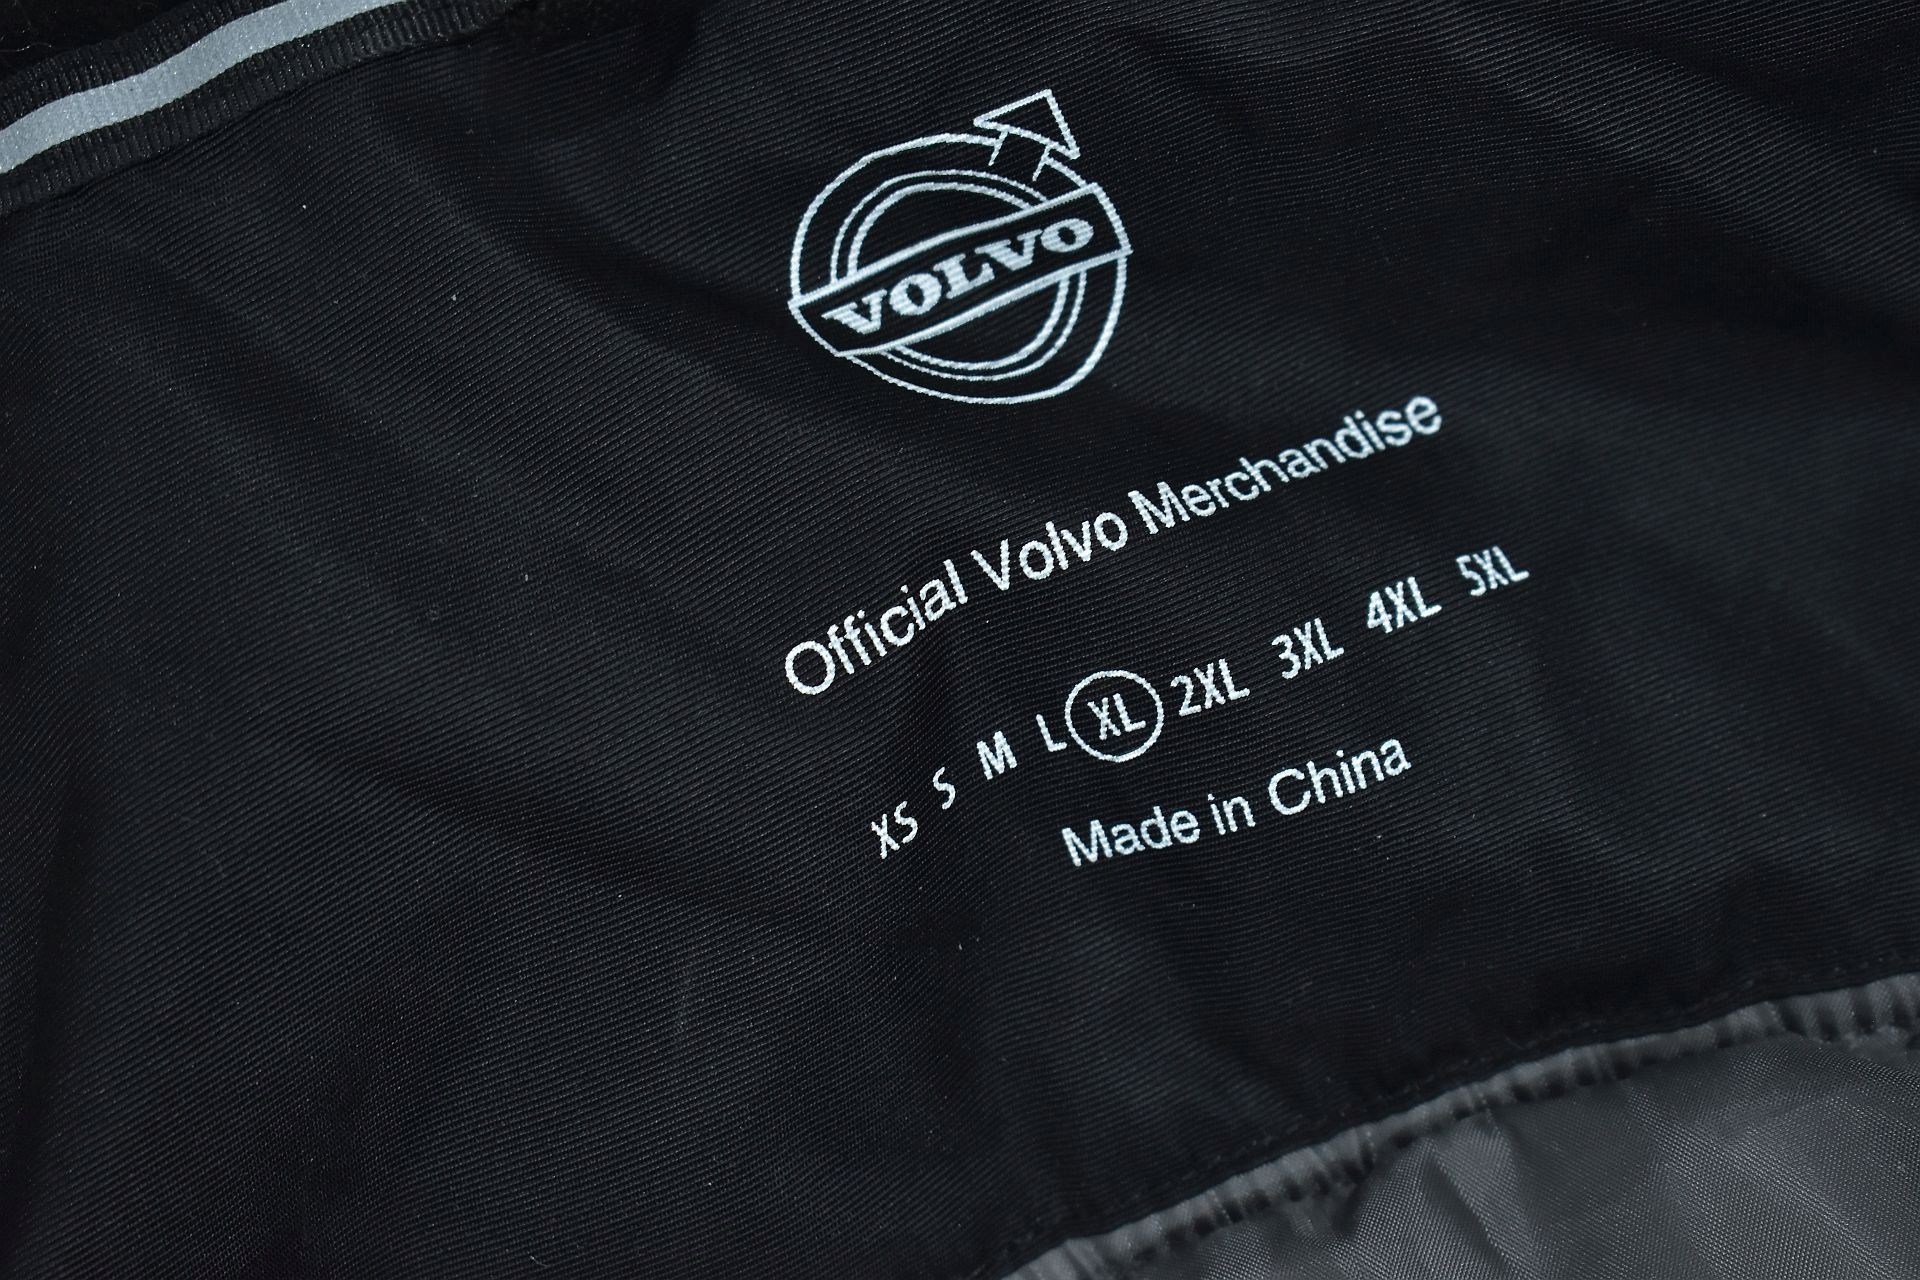 VOLVO
Official Volvo Merchandise
XS S M L XL 2XL 3XL 4XL 5XL
Made in China